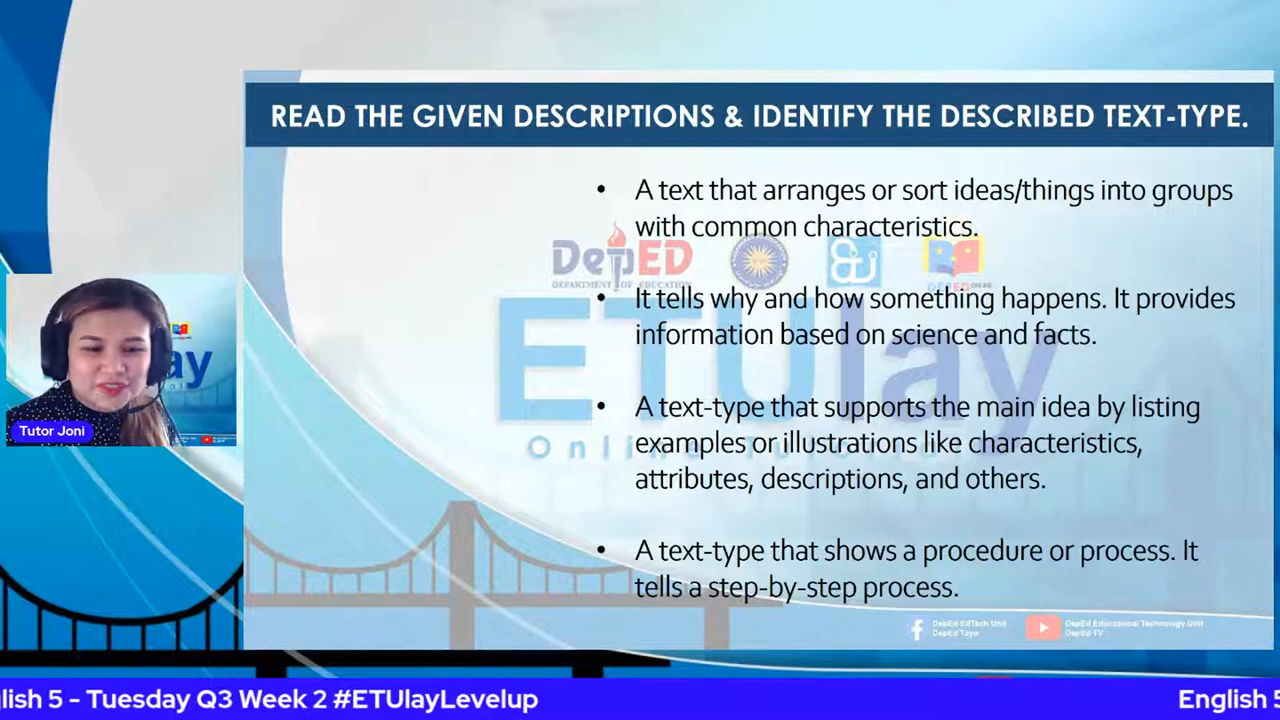 READ THE GIVEN DESCRIPTIONS & IDENTIFY THE DESCRIBED TEXT-TYPE.
• A text that arranges or sort ideas/things into groups
with common characteristics.
DepED
DEPARTMENT OF EDUCATION
• It tells why and how something happens. It provides
information based on science and facts.
ETUlay
• A text-type that supports the main idea by listing
examples or illustrations like characteristics,
attributes, descriptions, and others.
• A text-type that shows a procedure or process. It
tells a step-by-step process.
ay
Tutor Joni
DepEd EdTech Unit
DepEd Tayo
DepEd Educational Technology Unit
DepEd TV
glish 5 - Tuesday Q3 Week 2 #ETUlayLevelup
English 5